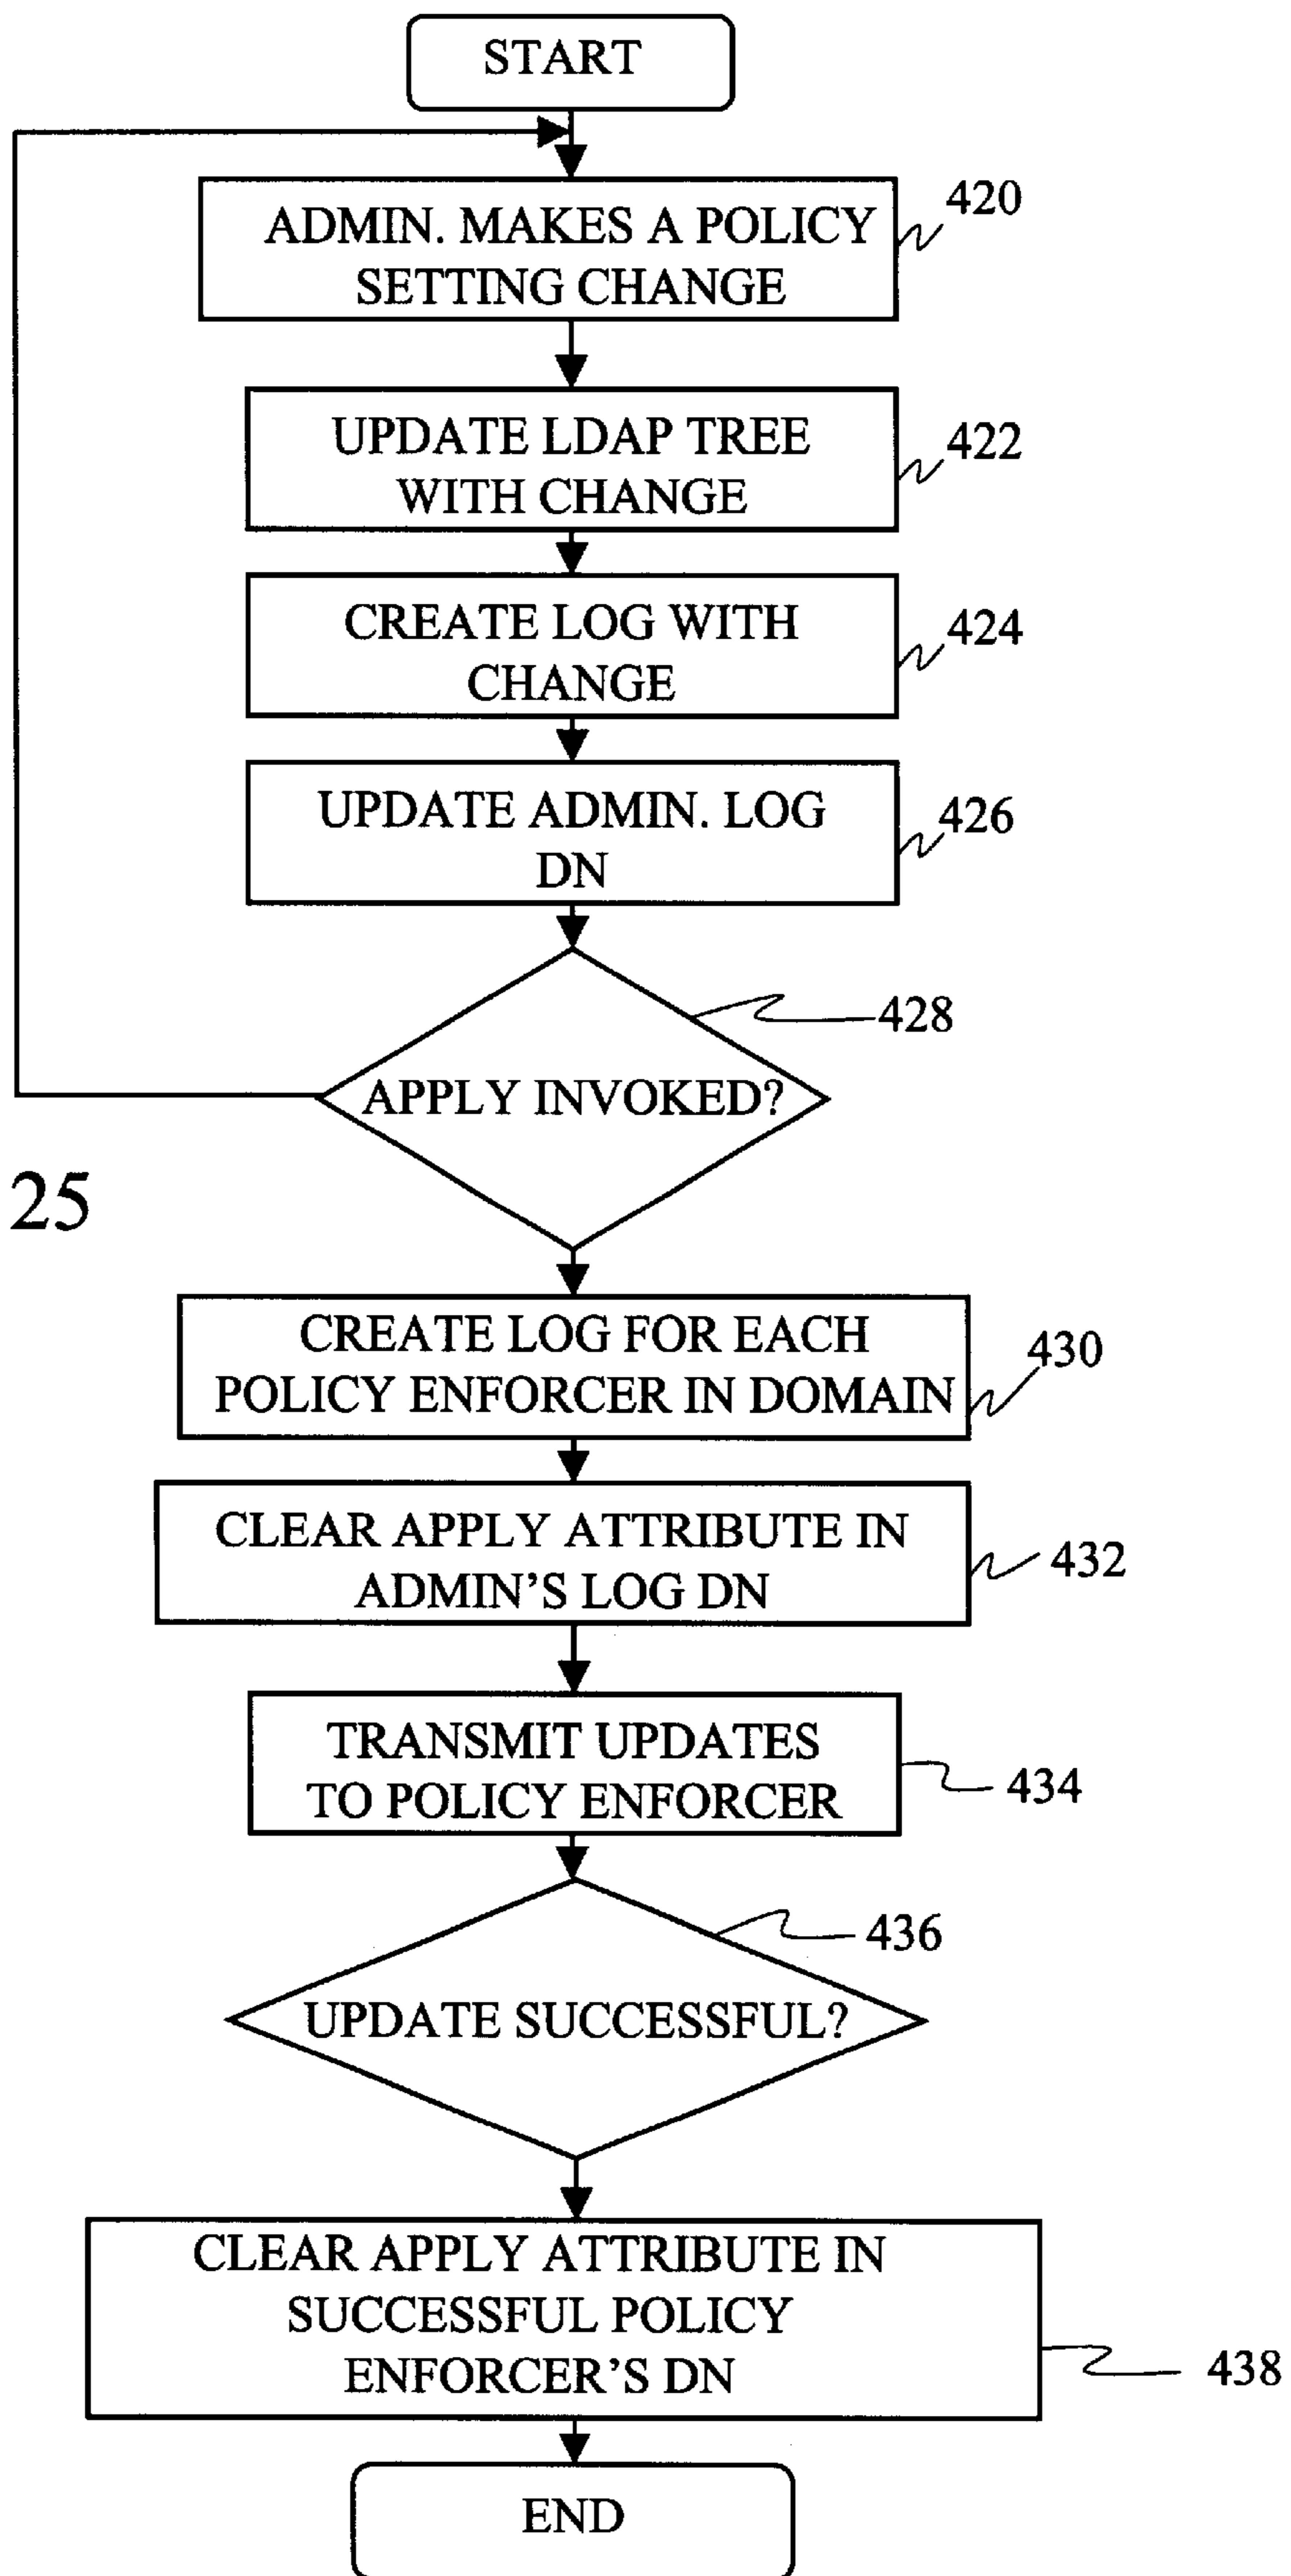 START
ADMIN. MAKES A POLICY
SETTING CHANGE
420
UPDATE LDAP TREE
WITH CHANGE
422
CREATE LOG WITH
CHANGE
424
UPDATE ADMIN. LOG
DN
426
APPLY INVOKED?
428
25
CREATE LOG FOR EACH
POLICY ENFORCER IN DOMAIN
430
CLEAR APPLY ATTRIBUTE IN
ADMIN'S LOG DN
432
TRANSMIT UPDATES
TO POLICY ENFORCER
434
UPDATE SUCCESSFUL?
436
CLEAR APPLY ATTRIBUTE IN
SUCCESSFUL POLICY
ENFORCER'S DN
438
END